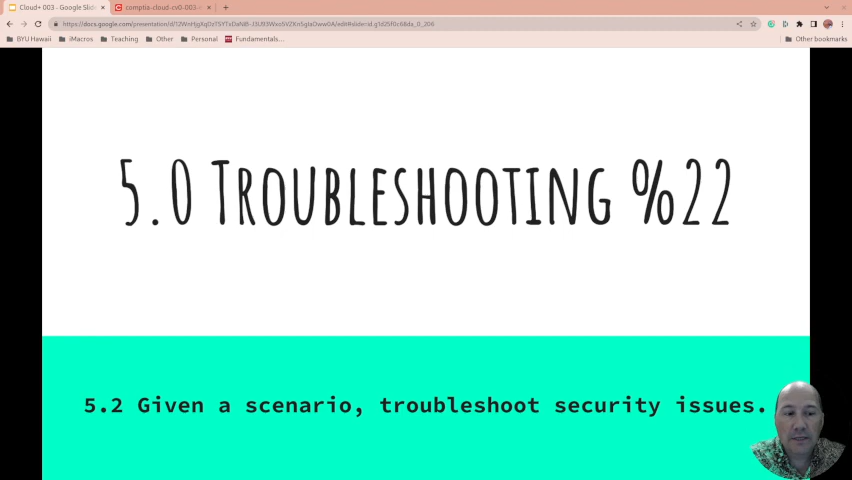 Cloud+ 003 - Google Slide
comptia-cloud-cv0-003-
BYU Hawaii
iMacros
Teaching
Other
Personal
Fundamentals...
Other bookmarks
5.0 Troubleshooting %22
5.2 Given a scenario, troubleshoot security issues.